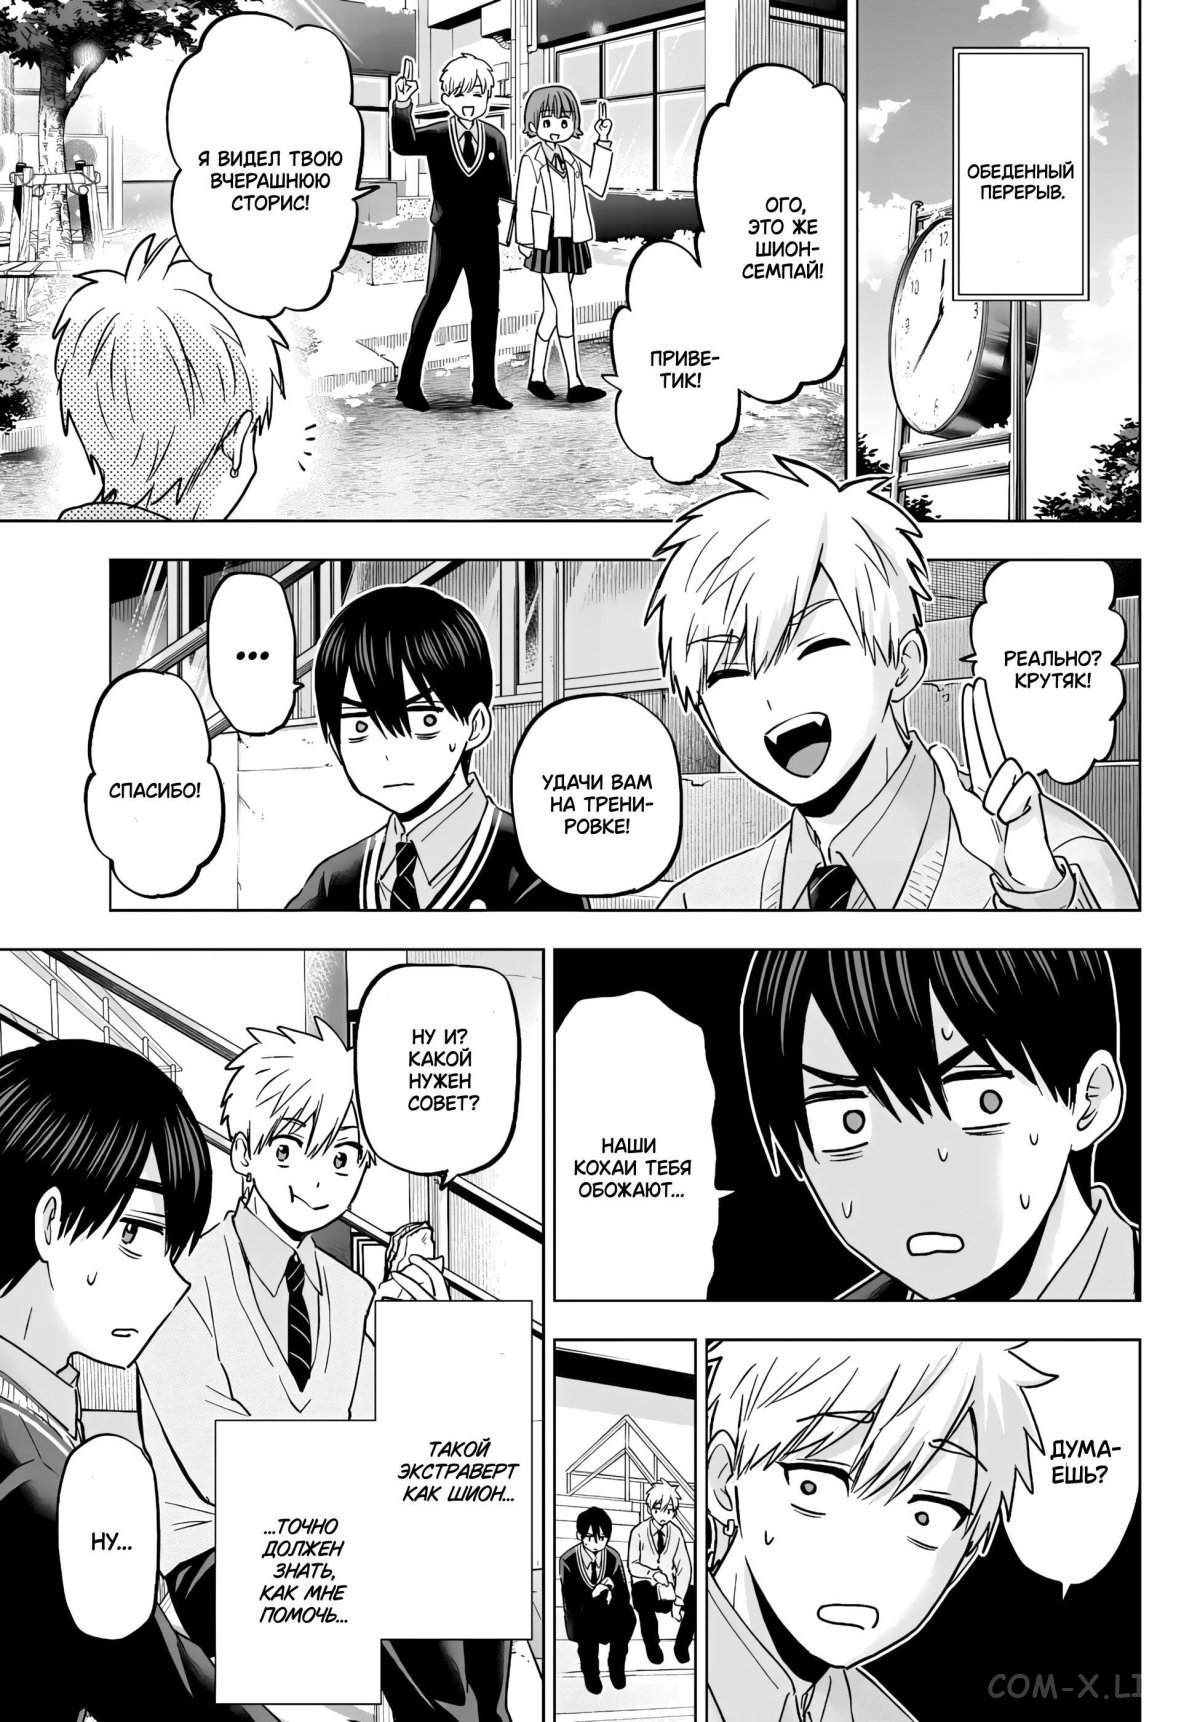 ОБЕДЕННЫЙ
ПЕРЕРЫВ.
ОГО,
ЭТО ЖЕ
ШИОН-
СЕМПАЙ!
ПРИВЕ-
ТИК!
Я ВИДЕЛ ТВОЮ
ВЧЕРАШНЮЮ
СТОРИС!
РЕАЛЬНО?
КРУТЯК!
УДАЧИ ВАМ
НА ТРЕНИ-
РОВКЕ!
...
СПАСИБО!
НАШИ
КОХАИ ТЕБЯ
ОБОЖАЮТ...
ДУМА-
ЕШЬ?
НУ И?
КАКОЙ
НУЖЕН
СОВЕТ?
ТАКОЙ
ЭКСТРАВЕРТ
КАК ШИОН...
...ТОЧНО
ДОЛЖЕН
ЗНАТЬ,
КАК МНЕ
ПОМОЧЬ...
НУ...
COM-X.LI